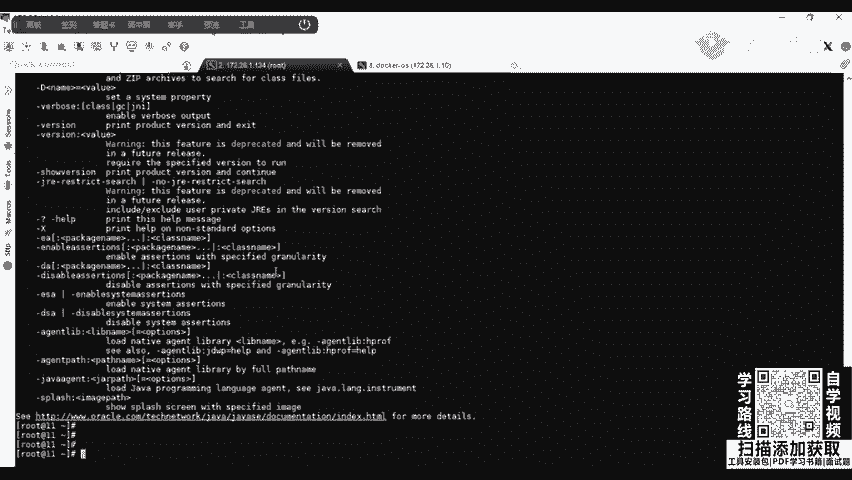 工具
2. 172.26.1.134 (root)
8. docker-os (172.26.1.10)
Sessions
Tools
Macros
Sftp
and ZIP archives to search for class files.
-D<name>=<value>
set a system property
-verbose:[class|gc|jni]
enable verbose output
-version print product version and exit
-version:<value>
Warning: this feature is deprecated and will be removed
in a future release.
require the specified version to run
-showversion print product version and continue
-jre-restrict-search | -no-jre-restrict-search
Warning: this feature is deprecated and will be removed
in a future release.
include/exclude user private JREs in the version search
-? -help print this help message
-X print help on non-standard options
-ea[:<packagename>...|:<classname>]
-enableassertions[:<packagename>...|:<classname>]
enable assertions with specified granularity
-da[:<packagename>...|:<classname>]
-disableassertions[:<packagename>...|:<classname>]
disable assertions with specified granularity
-esa | -enablesystemassertions
enable system assertions
-dsa | -disablesystemassertions
disable system assertions
-agentlib:<libname>[=<options>]
load native agent library <libname>, e.g. -agentlib:hprof
see also, -agentlib:jdwp=help and -agentlib:hprof=help
-agentpath:<pathname>[=<options>]
load native agent library by full pathname
-javaagent:<jarpath>[=<options>]
load Java programming language agent, see java.lang.instrument
-splash:<imagepath>
show splash screen with specified image
See http://www.oracle.com/technetwork/java/javase/documentation/index.html for more details.
[root@11 ~]#
[root@11 ~]#
[root@11 ~]#
[root@11 ~]#
学习路线
自学视频
扫描添加获取
工具安装包|PDF学习书籍|面试题